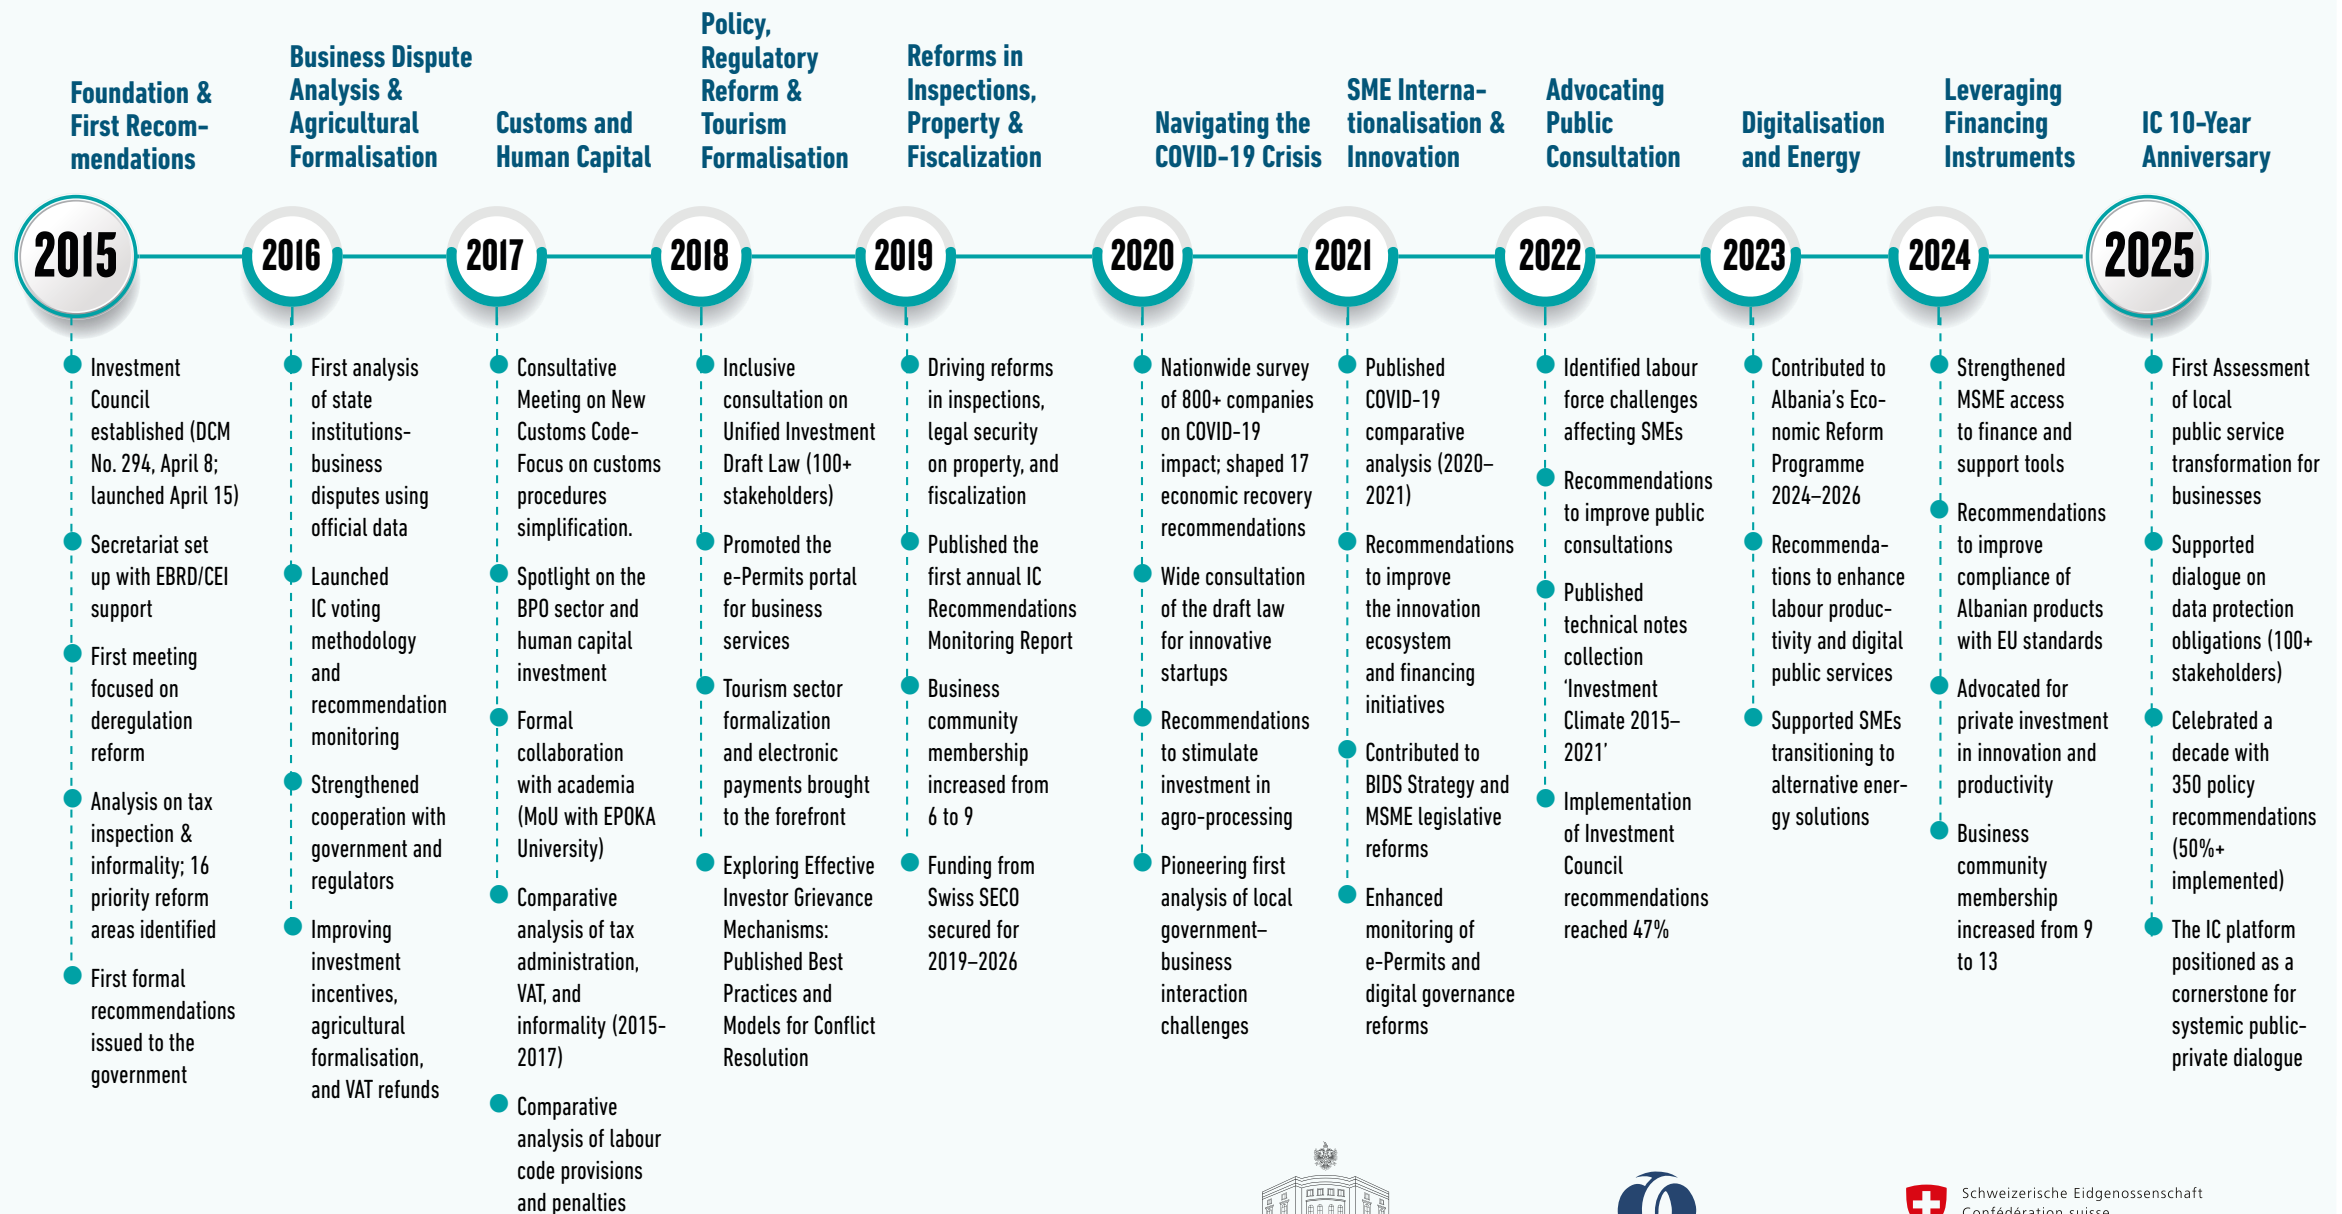 Foundation &
First Recom-
mendations
2015
Investment
Council
established (DCM
No. 294, April 8;
launched April 15)
Secretariat set
up with EBRD/CEI
support
First meeting
focused on
deregulation
reform
Analysis on tax
inspection &
informality; 16
priority reform
areas identified
First formal
recommendations
issued to the
government
Business Dispute
Analysis &
Agricultural
Formalisation
2016
First analysis
of state
institutions-
business
disputes using
official data
Launched
IC voting
methodology
and
recommendation
monitoring
Strengthened
cooperation with
government and
regulators
Improving
investment
incentives,
agricultural
formalisation,
and VAT refunds
Customs and
Human Capital
2017
Consultative
Meeting on New
Customs Code-
Focus on customs
procedures
simplification.
Spotlight on the
BPO sector and
human capital
investment
Formal
collaboration
with academia
(MoU with EPOKA
University)
Comparative
analysis of tax
administration,
VAT, and
informality (2015-
2017)
Comparative
analysis of labour
code provisions
and penalties
Policy,
Regulatory
Reform &
Tourism
Formalisation
2018
Inclusive
consultation on
Unified Investment
Draft Law (100+
stakeholders)
Promoted the
e-Permits portal
for business
services
Tourism sector
formalization
and electronic
payments brought
to the forefront
Exploring Effective
Investor Grievance
Mechanisms:
Published Best
Practices and
Models for Conflict
Resolution
Reforms in
Inspections,
Property &
Fiscalization
2019
Driving reforms
in inspections,
legal security
on property, and
fiscalization
Published the
first annual IC
Recommendations
Monitoring Report
Business
community
membership
increased from
6 to 9
Funding from
Swiss SECO
secured for
2019–2026
Navigating the
COVID-19 Crisis
2020
Nationwide survey
of 800+ companies
on COVID-19
impact; shaped 17
economic recovery
recommendations
Wide consultation
of the draft law
for innovative
startups
Recommendations
to stimulate
investment in
agro-processing
Pioneering first
analysis of local
government–
business
interaction
challenges
SME Interna-
tionalisation &
Innovation
2021
Published
COVID-19
comparative
analysis (2020–
2021)
Recommendations
to improve
the innovation
ecosystem
and financing
initiatives
Contributed to
BIDS Strategy and
MSME legislative
reforms
Enhanced
monitoring of
e-Permits and
digital governance
reforms
Advocating
Public
Consultation
2022
Identified labour
force challenges
affecting SMEs
Recommendations
to improve public
consultations
Published
technical notes
collection
‘Investment
Climate 2015–
2021’
Implementation
of Investment
Council
recommendations
reached 47%
Digitalisation
and Energy
2023
Contributed to
Albania’s Eco-
nomic Reform
Programme
2024–2026
Recommenda-
tions to enhance
labour produc-
tivity and digital
public services
Supported SMEs
transitioning to
alternative ener-
gy solutions
Leveraging
Financing
Instruments
2024
Strengthened
MSME access
to finance and
support tools
Recommendations
to improve
compliance of
Albanian products
with EU standards
Advocated for
private investment
in innovation and
productivity
Business
community
membership
increased from 9
to 13
IC 10-Year
Anniversary
2025
First Assessment
of local
public service
transformation for
businesses
Supported
dialogue on
data protection
obligations (100+
stakeholders)
Celebrated a
decade with
350 policy
recommendations
(50%+
implemented)
The IC platform
positioned as a
cornerstone for
systemic public-
private dialogue
Schweizerische Eidgenossenschaft
Confédération suisse